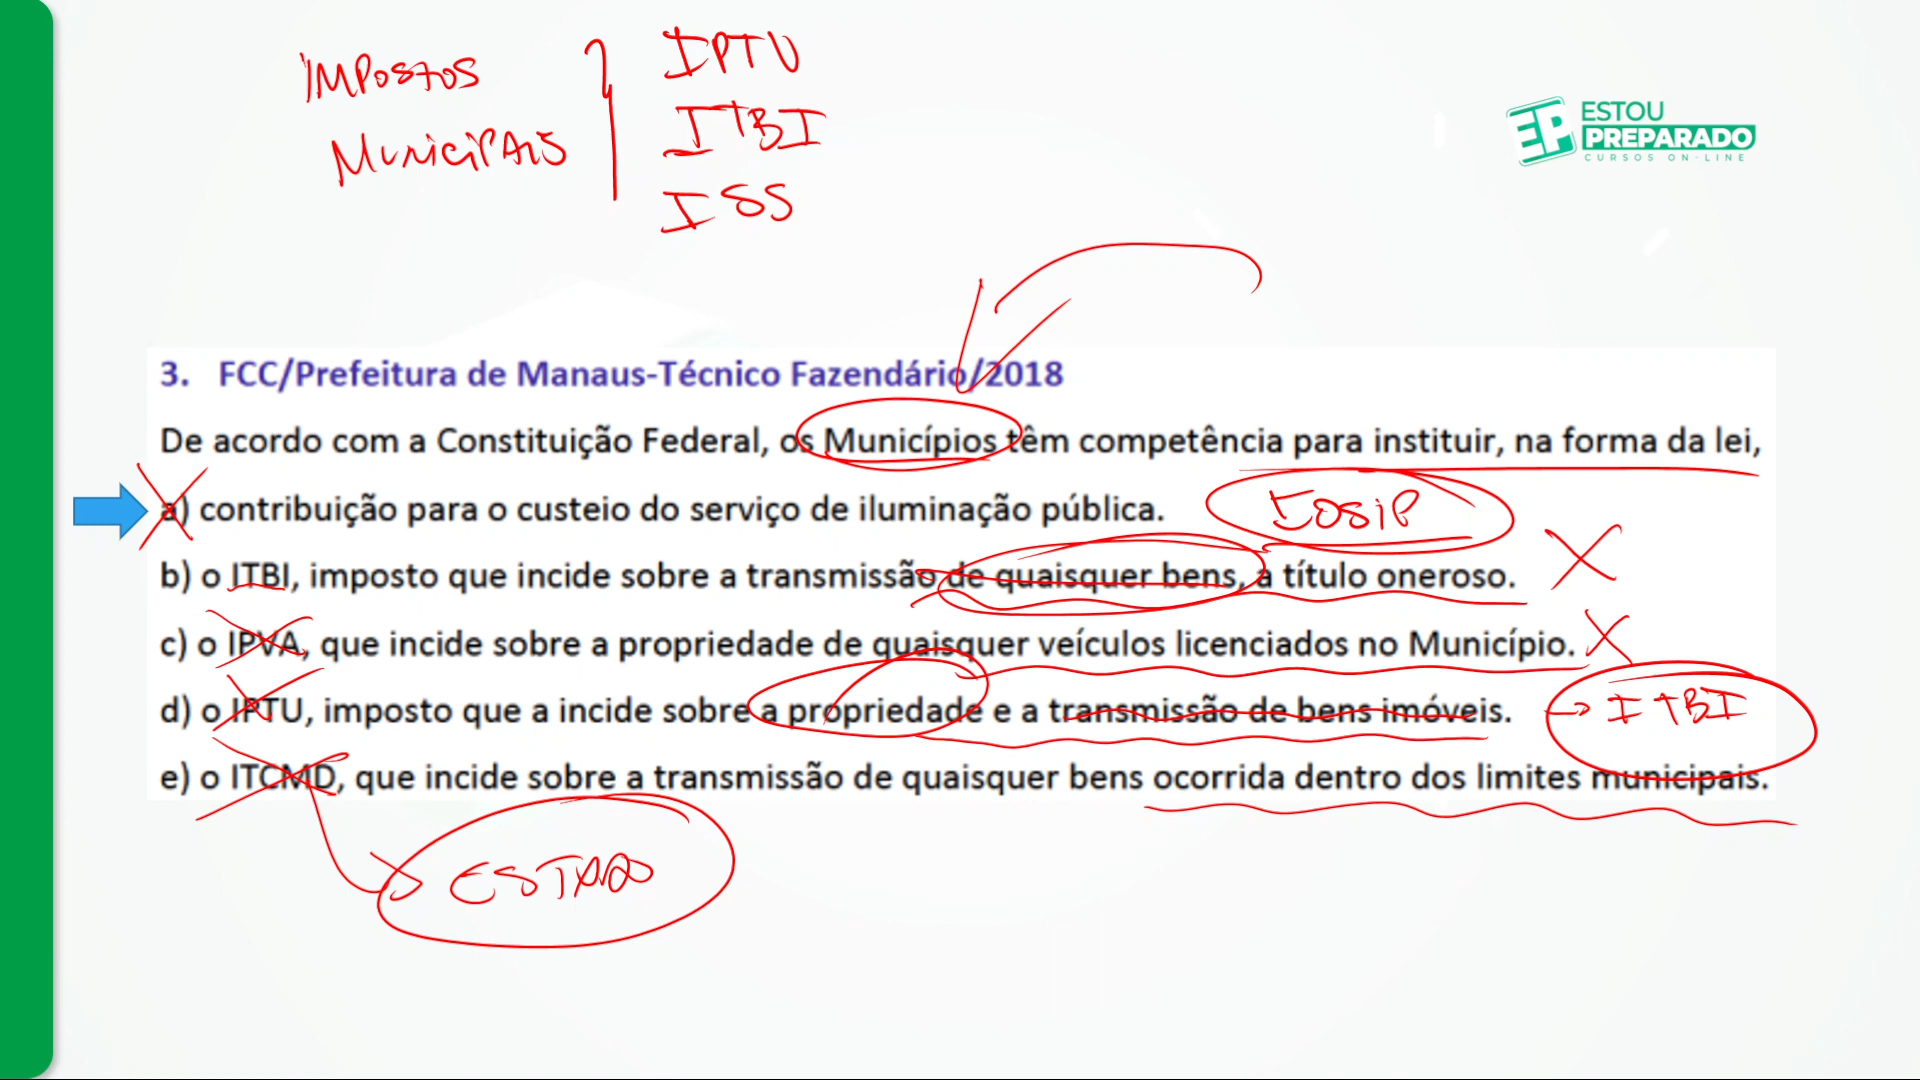 IMPOSTOS
MUNICIPAIS
IPTU
ITBI
ISS
EP
ESTOU
PREPARADO
CURSOS ON-LINE
3. FCC/Prefeitura de Manaus-Técnico Fazendário/2018
De acordo com a Constituição Federal, os Municípios têm competência para instituir, na forma da lei,
a) contribuição para o custeio do serviço de iluminação pública. COSIP
b) o ITBI, imposto que incide sobre a transmissão de quaisquer bens, a título oneroso.
c) o IPVA, que incide sobre a propriedade de quaisquer veículos licenciados no Município.
d) o IPTU, imposto que a incide sobre a propriedade e a transmissão de bens imóveis. → ITBI
e) o ITCMD, que incide sobre a transmissão de quaisquer bens ocorrida dentro dos limites municipais.
ESTADO